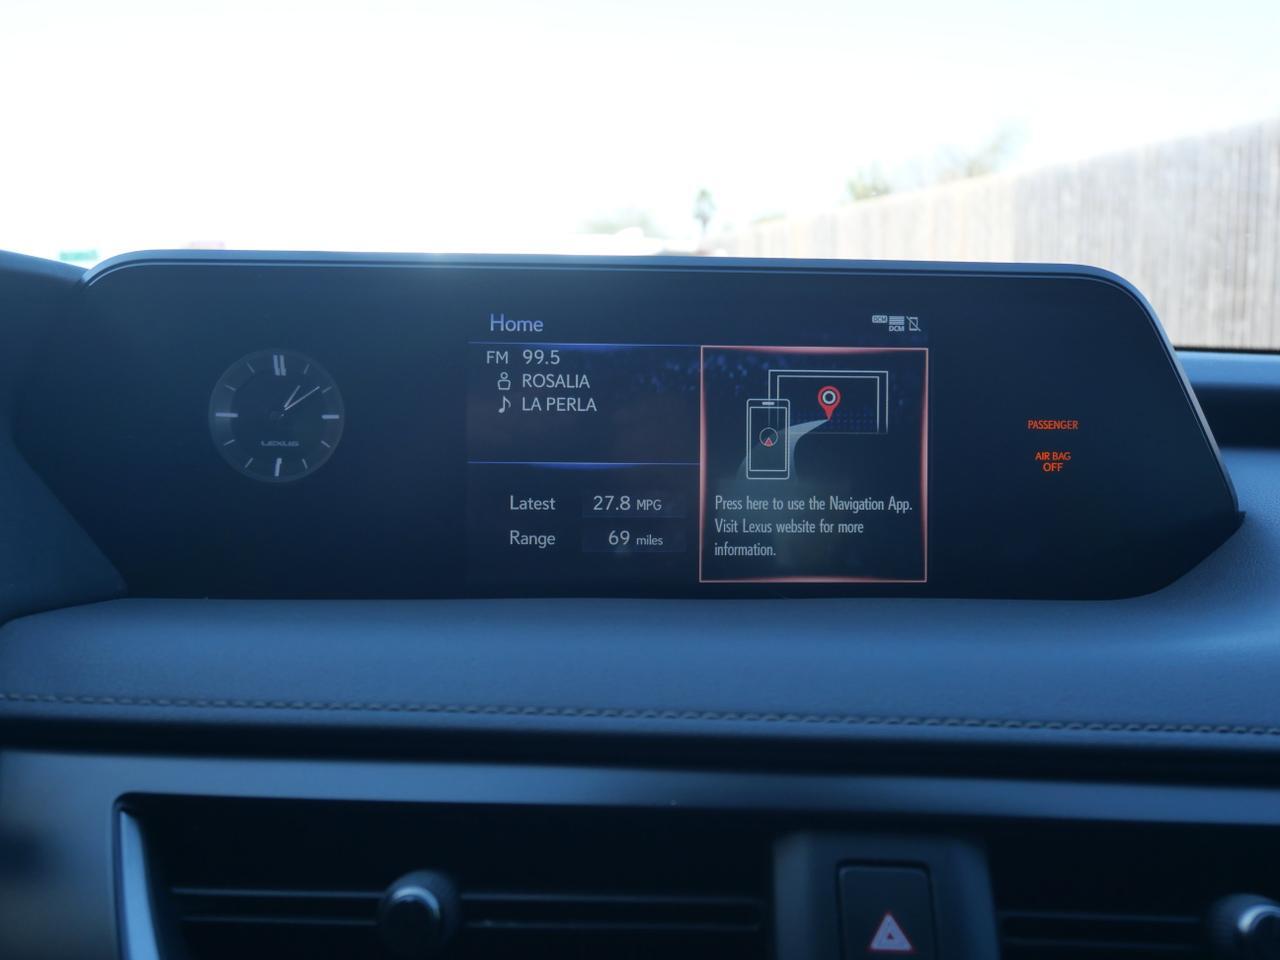 Home
DCM
DCM
FM 99.5
ROSALIA
LA PERLA
LEXUS
Latest 27.8 MPG
Range 69 miles
Press here to use the Navigation App.
Visit Lexus website for more
information.
PASSENGER
AIR BAG
OFF